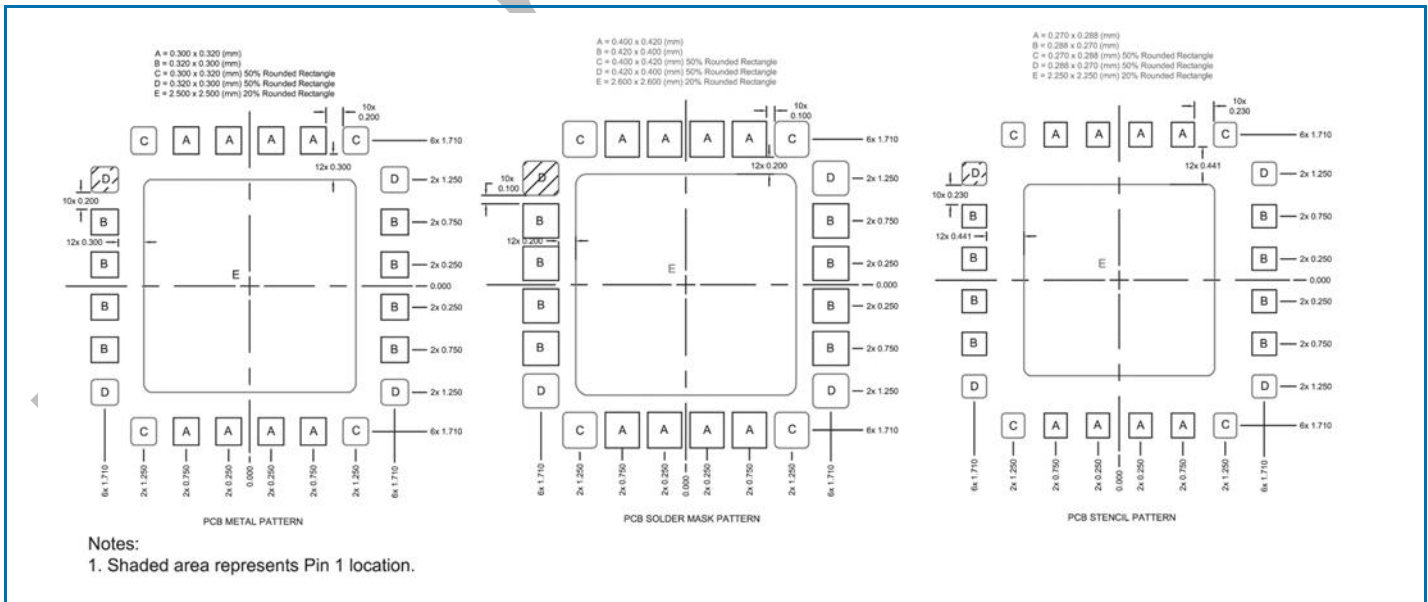 A = 0.300 x 0.320 (mm)
B = 0.320 x 0.300(mm)
C = 0.300 x 0.320 (mm) 50% Rounded Rectangle
D = 0.320 x 0.300 (mm) 50% Rounded Rectangle
E = 2.500 x 2.500 (mm) 20% Rounded Rectangle
10x
0.200
C A A A A C 6x 1.710
12x 0.300
D D 2x 1.250
10x 0.200
B B 2x 0.750
12x 0.300
B B 2x 0.250
E 0.000
B B 2x 0.250
B B 2x 0.750
D D 2x 1.250
C A A A A C 6x 1.710
6x 1.710 2x 1.250 2x 0.750 2x 0.250 0.000 2x 0.250 2x 0.750 2x 1.250 6x 1.710
PCB METAL PATTERN
A = 0.400 x 0.420 (mm)
B = 0.420 x 0.400 (mm)
C = 0.400 x 0.420 (mm) 50% Rounded Rectangle
D = 0.420 x 0.400 (mm) 50% Rounded Rectangle
E = 2.600 x 2.600 (mm) 20% Rounded Rectangle
10x
0.100
C A A A A C 6x 1.710
12x 0.200
10x
0.100
D D 2x 1.250
B B 2x 0.750
12x 0.200
B B 2x 0.250
E 0.000
B B 2x 0.250
B B 2x 0.750
D D 2x 1.250
C A A A A C 6x 1.710
6x 1.710 2x 1.250 2x 0.750 2x 0.250 0.000 2x 0.250 2x 0.750 2x 1.250 6x 1.710
PCB SOLDER MASK PATTERN
A = 0.270 x 0.288 (mm)
B = 0.288 x 0.270 (mm)
C = 0.270 x 0.288 (mm) 50% Rounded Rectangle
D = 0.288 x 0.270 (mm) 50% Rounded Rectangle
E = 2.250 x 2.250 (mm) 20% Rounded Rectangle
10x
0.230
C A A A A C 6x 1.710
12x 0.441
D D 2x 1.250
10x 0.230
B B 2x 0.750
12x 0.441
B B 2x 0.250
E 0.000
B B 2x 0.250
B B 2x 0.750
D D 2x 1.250
C A A A A C 6x 1.710
6x 1.710 2x 1.250 2x 0.750 2x 0.250 0.000 2x 0.250 2x 0.750 2x 1.250 6x 1.710
PCB STENCIL PATTERN
Notes:
1. Shaded area represents Pin 1 location.